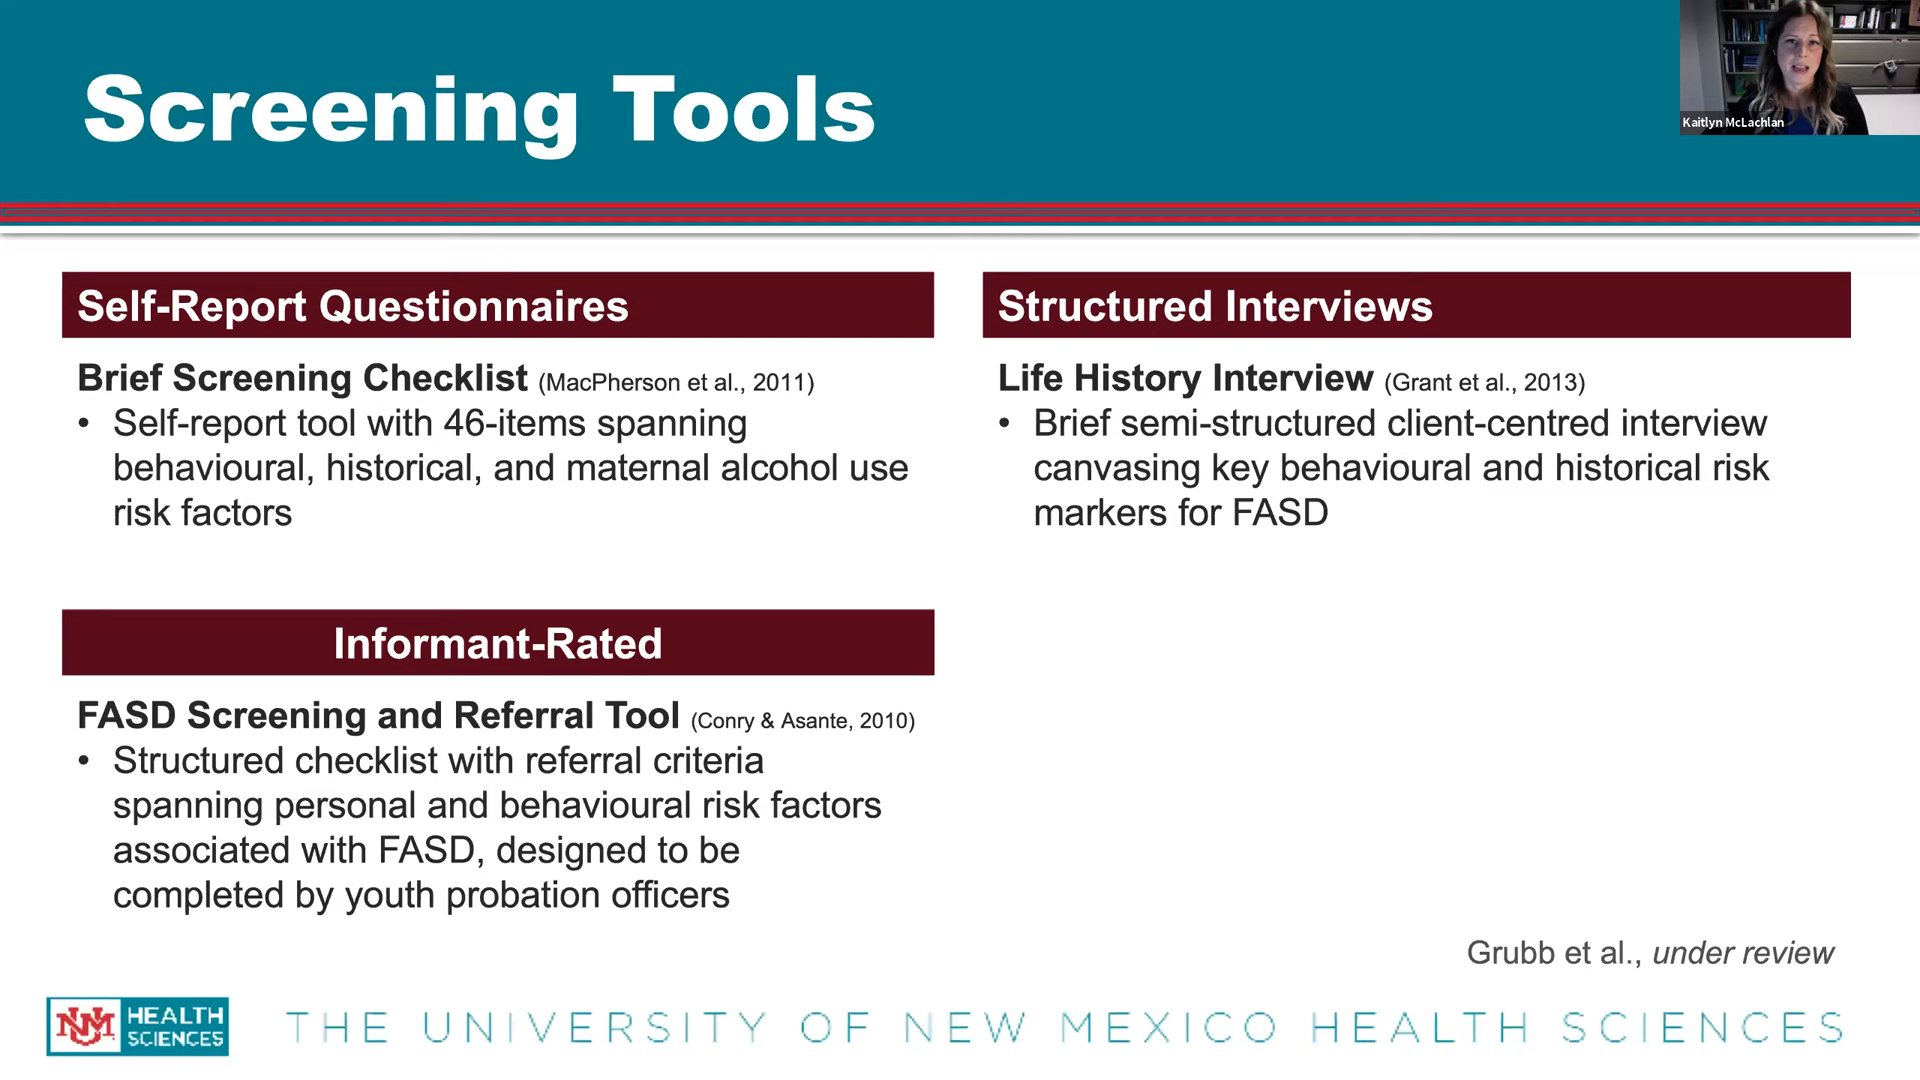 Screening Tools
Kaitlyn McLachlan
Self-Report Questionnaires
Brief Screening Checklist (MacPherson et al., 2011)
• Self-report tool with 46-items spanning
behavioural, historical, and maternal alcohol use
risk factors
Structured Interviews
Life History Interview (Grant et al., 2013)
• Brief semi-structured client-centred interview
canvasing key behavioural and historical risk
markers for FASD
Informant-Rated
FASD Screening and Referral Tool (Conry & Asante, 2010)
• Structured checklist with referral criteria
spanning personal and behavioural risk factors
associated with FASD, designed to be
completed by youth probation officers
Grubb et al., under review
UNM HEALTH
SCIENCES
THE UNIVERSITY OF NEW MEXICO HEALTH SCIENCES